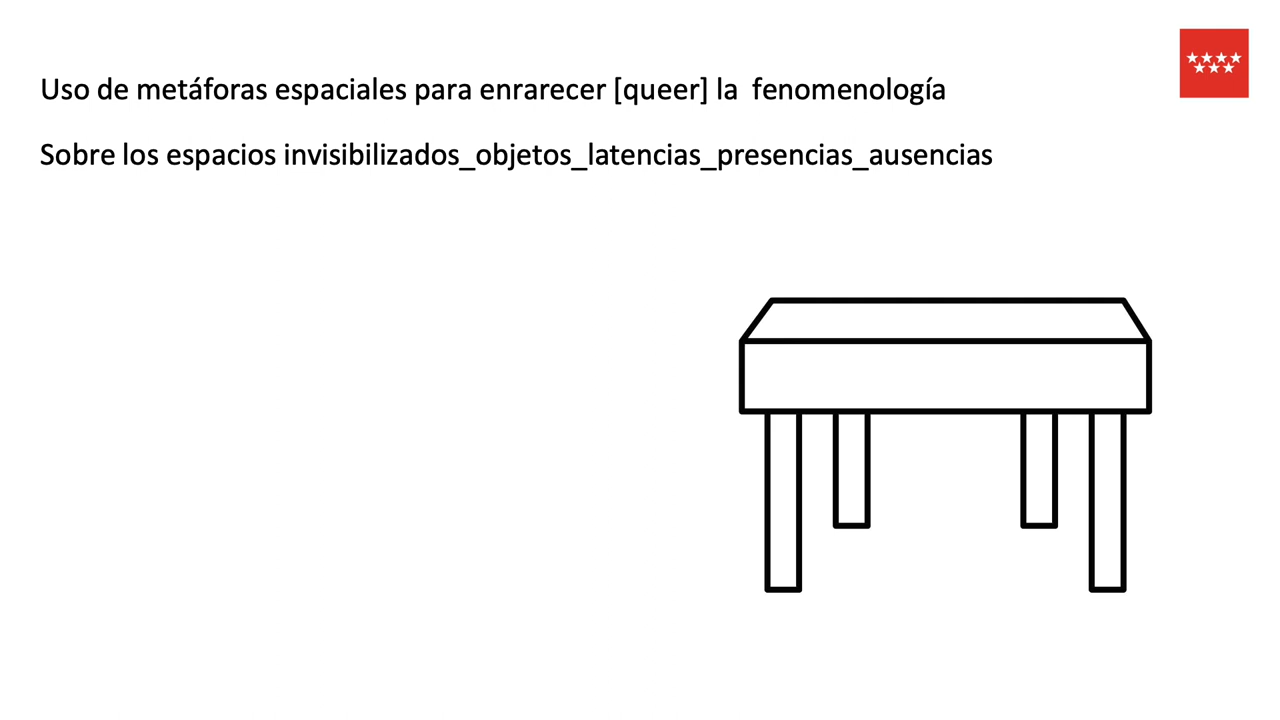 Uso de metáforas espaciales para enrarecer [queer] la  fenomenología
Sobre los espacios invisibilizados_objetos_latencias_presencias_ausencias